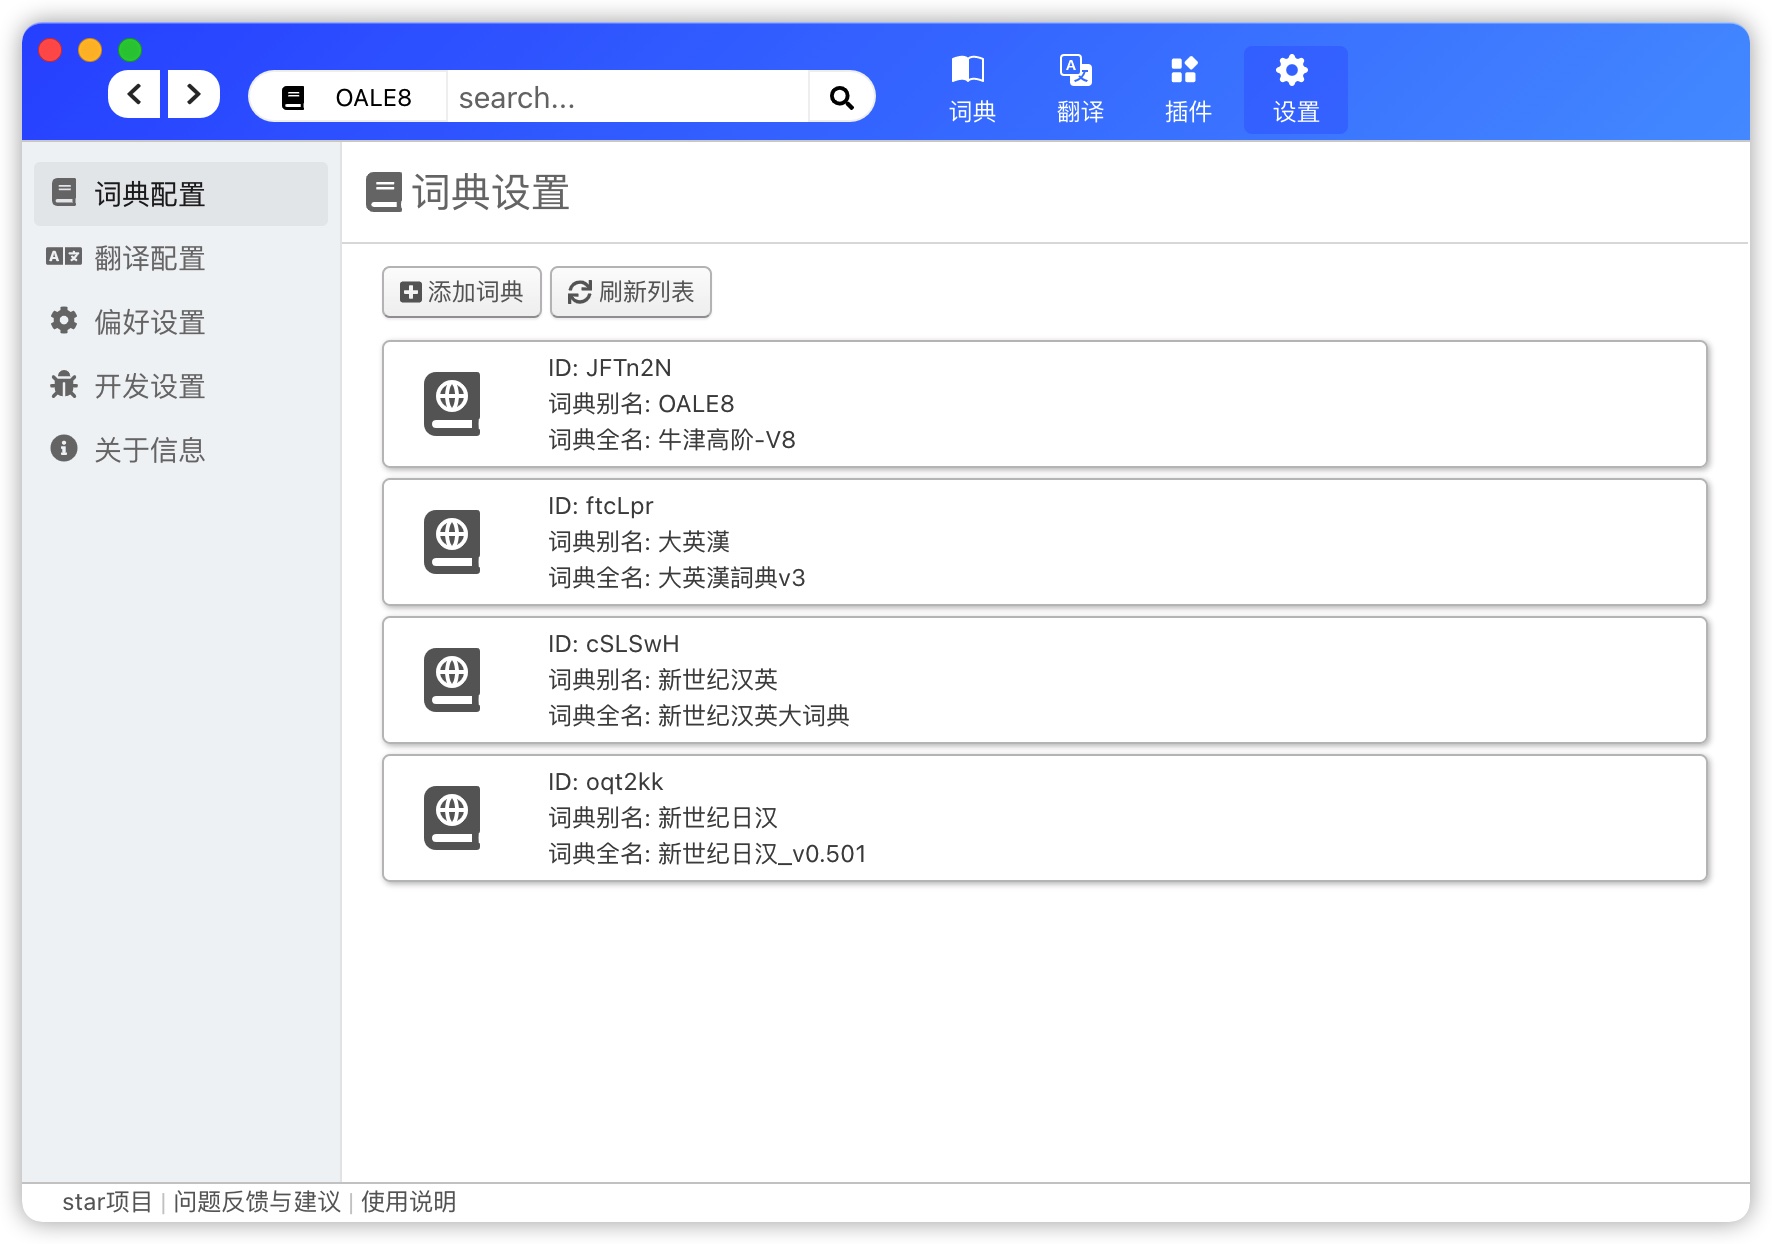 OALE8
search...
词典
翻译
插件
设置
词典配置
翻译配置
偏好设置
开发设置
关于信息
词典设置
添加词典
刷新列表
ID: JFTn2N
词典别名: OALE8
词典全名: 牛津高阶-V8
ID: ftcLpr
词典别名: 大英漢
词典全名: 大英漢詞典v3
ID: cSLSwH
词典别名: 新世纪汉英
词典全名: 新世纪汉英大词典
ID: oqt2kk
词典别名: 新世纪日汉
词典全名: 新世纪日汉_v0.501
star项目 | 问题反馈与建议 | 使用说明